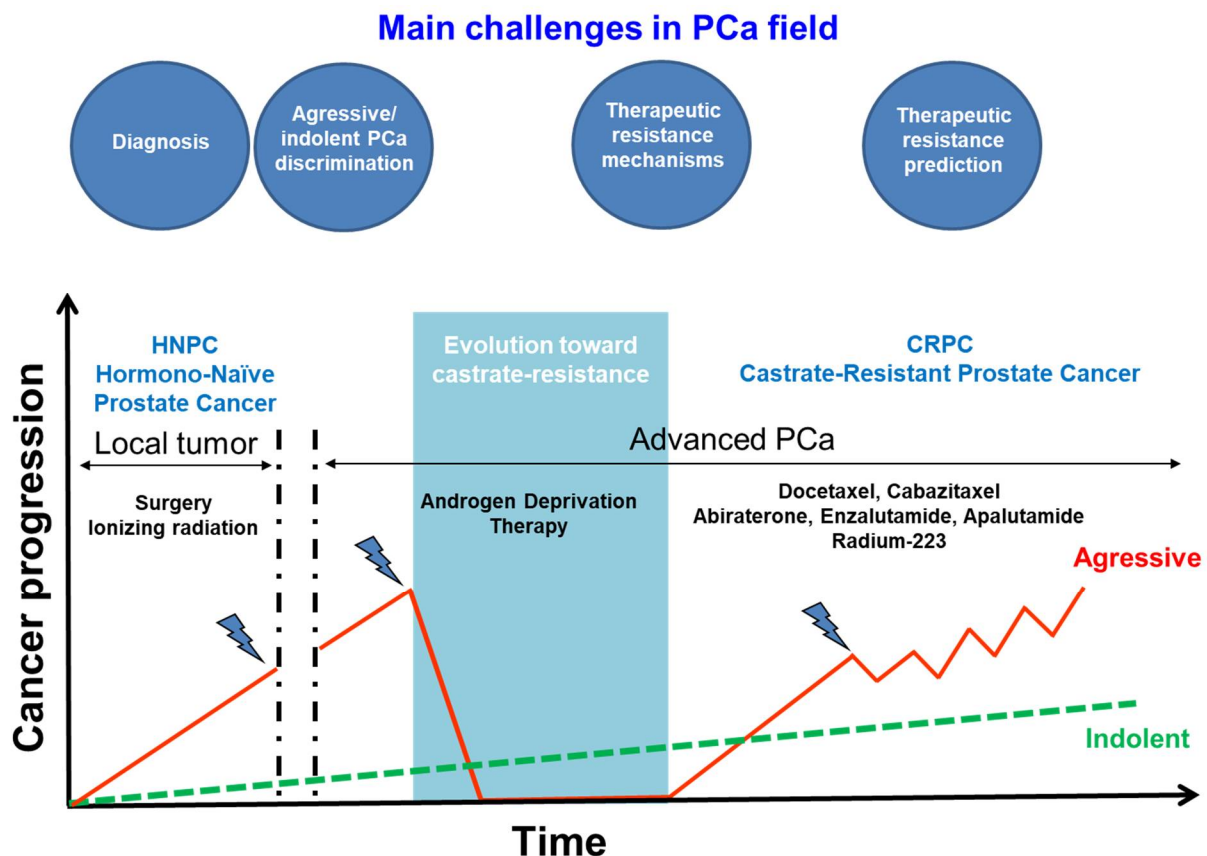 Main challenges in PCa field
Diagnosis
Agressive/
indolent PCa
discrimination
Therapeutic
resistance
mechanisms
Therapeutic
resistance
prediction
Cancer progression
HNPC
Hormono-Naïve
Prostate Cancer
Evolution toward
castrate-resistance
CRPC
Castrate-Resistant Prostate Cancer
Local tumor
Advanced PCa
Surgery
Ionizing radiation
Androgen Deprivation
Therapy
Docetaxel, Cabazitaxel
Abiraterone, Enzalutamide, Apalutamide
Radium-223
Agressive
Indolent
Time